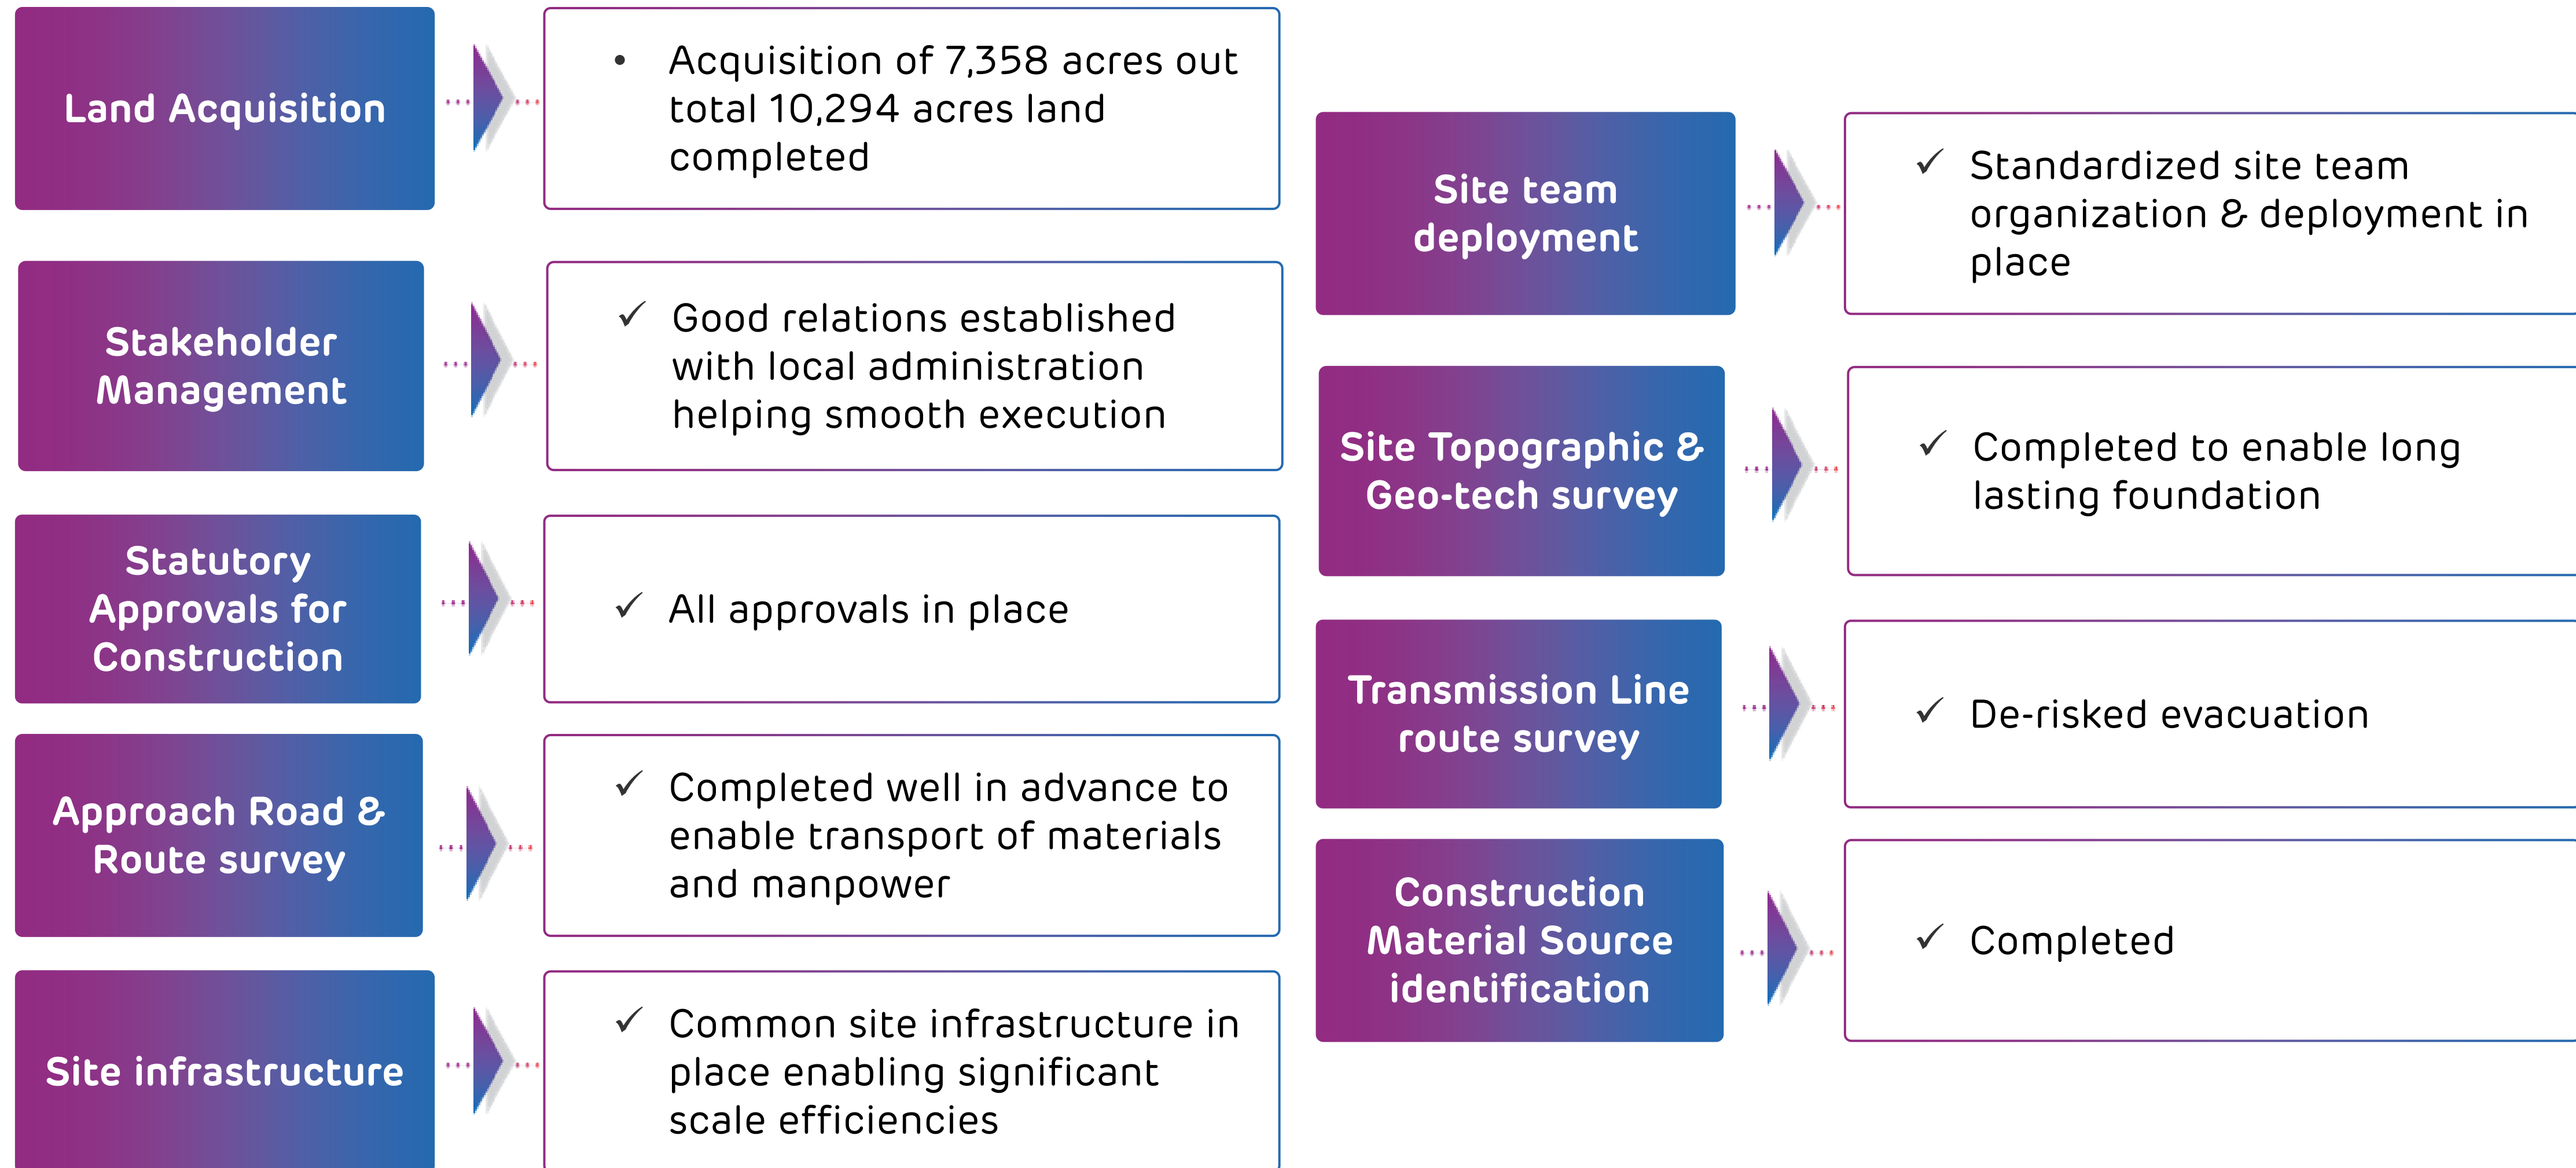 Land Acquisition
• Acquisition of 7,358 acres out
total 10,294 acres land
completed
Stakeholder
Management
✓ Good relations established
with local administration
helping smooth execution
Statutory
Approvals for
Construction
✓ All approvals in place
Approach Road &
Route survey
✓ Completed well in advance to
enable transport of materials
and manpower
Site infrastructure
✓ Common site infrastructure in
place enabling significant
scale efficiencies
Site team
deployment
✓ Standardized site team
organization & deployment in
place
Site Topographic &
Geo-tech survey
✓ Completed to enable long
lasting foundation
Transmission Line
route survey
✓ De-risked evacuation
Construction
Material Source
identification
✓ Completed